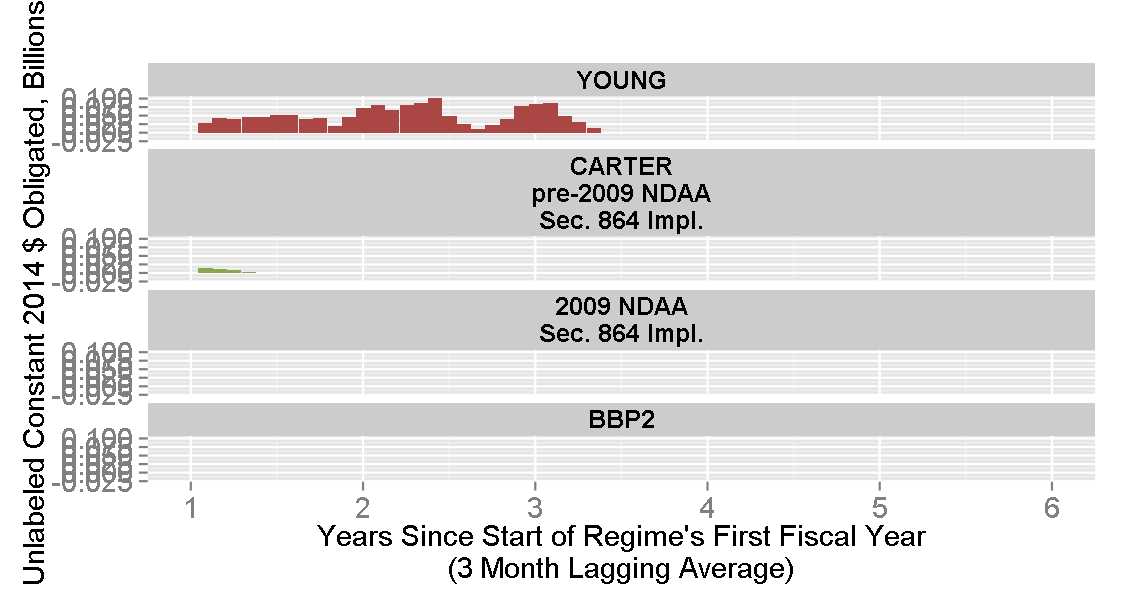 Unlabeled Constant 2014 $ Obligated, Billions
YOUNG
0.100
-0.025
CARTER
pre-2009 NDAA
Sec. 864 Impl.
0.100
-0.025
2009 NDAA
Sec. 864 Impl.
0.100
-0.025
BBP2
0.100
-0.025
1 2 3 4 5 6
Years Since Start of Regime's First Fiscal Year
(3 Month Lagging Average)